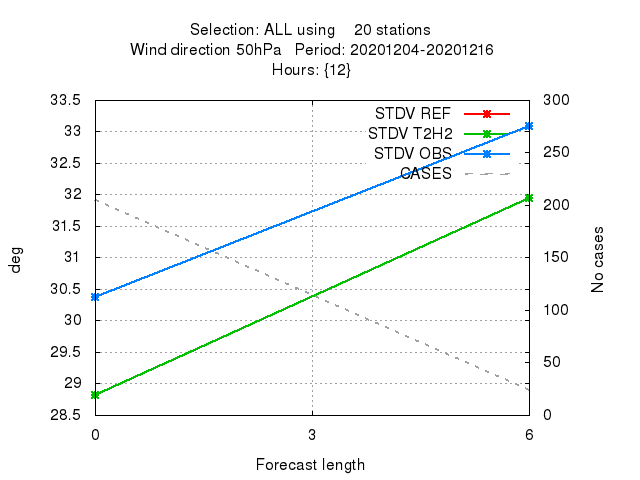 Selection: ALL using    20 stations
Wind direction 50hPa   Period: 20201204-20201216
Hours: {12}
33.5
33
32.5
32
31.5
31
30.5
30
29.5
29
28.5
300
250
200
150
100
50
0
STDV REF
STDV T2H2
STDV OBS
CASES
deg
No cases
0
3
6
Forecast length